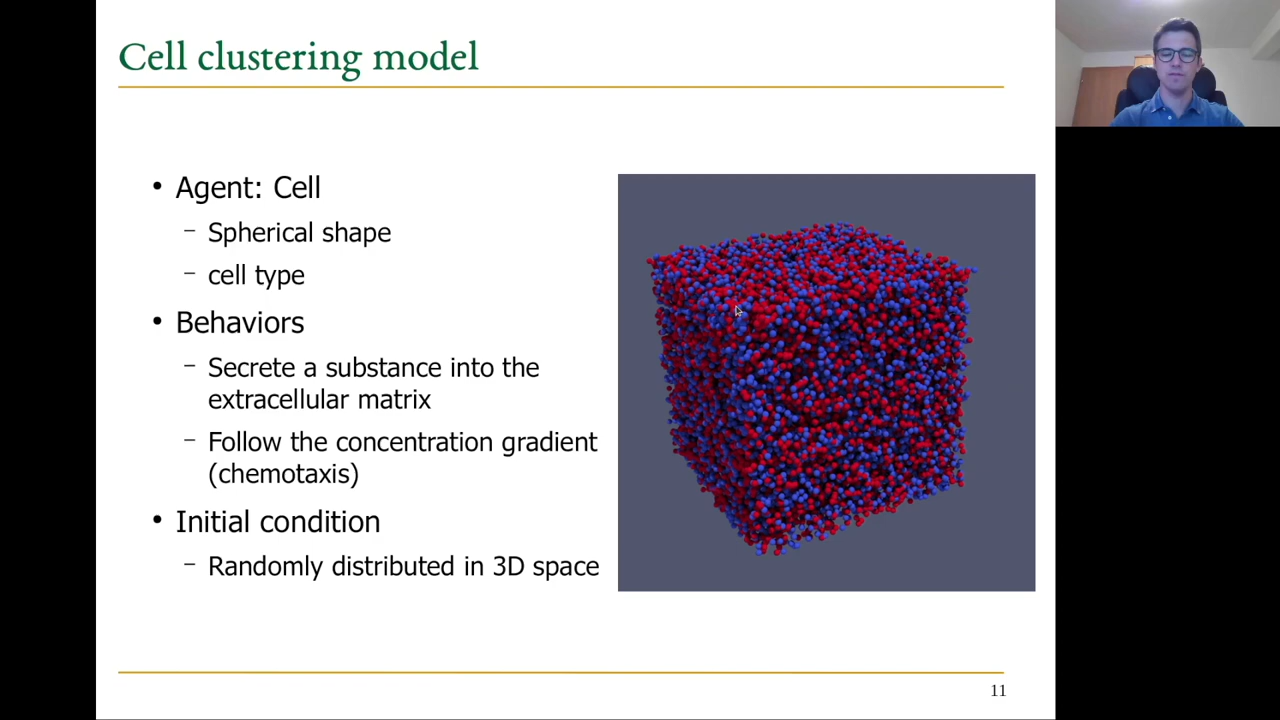 Cell clustering model
• Agent: Cell
– Spherical shape
– cell type
• Behaviors
– Secrete a substance into the
extracellular matrix
– Follow the concentration gradient
(chemotaxis)
• Initial condition
– Randomly distributed in 3D space
11